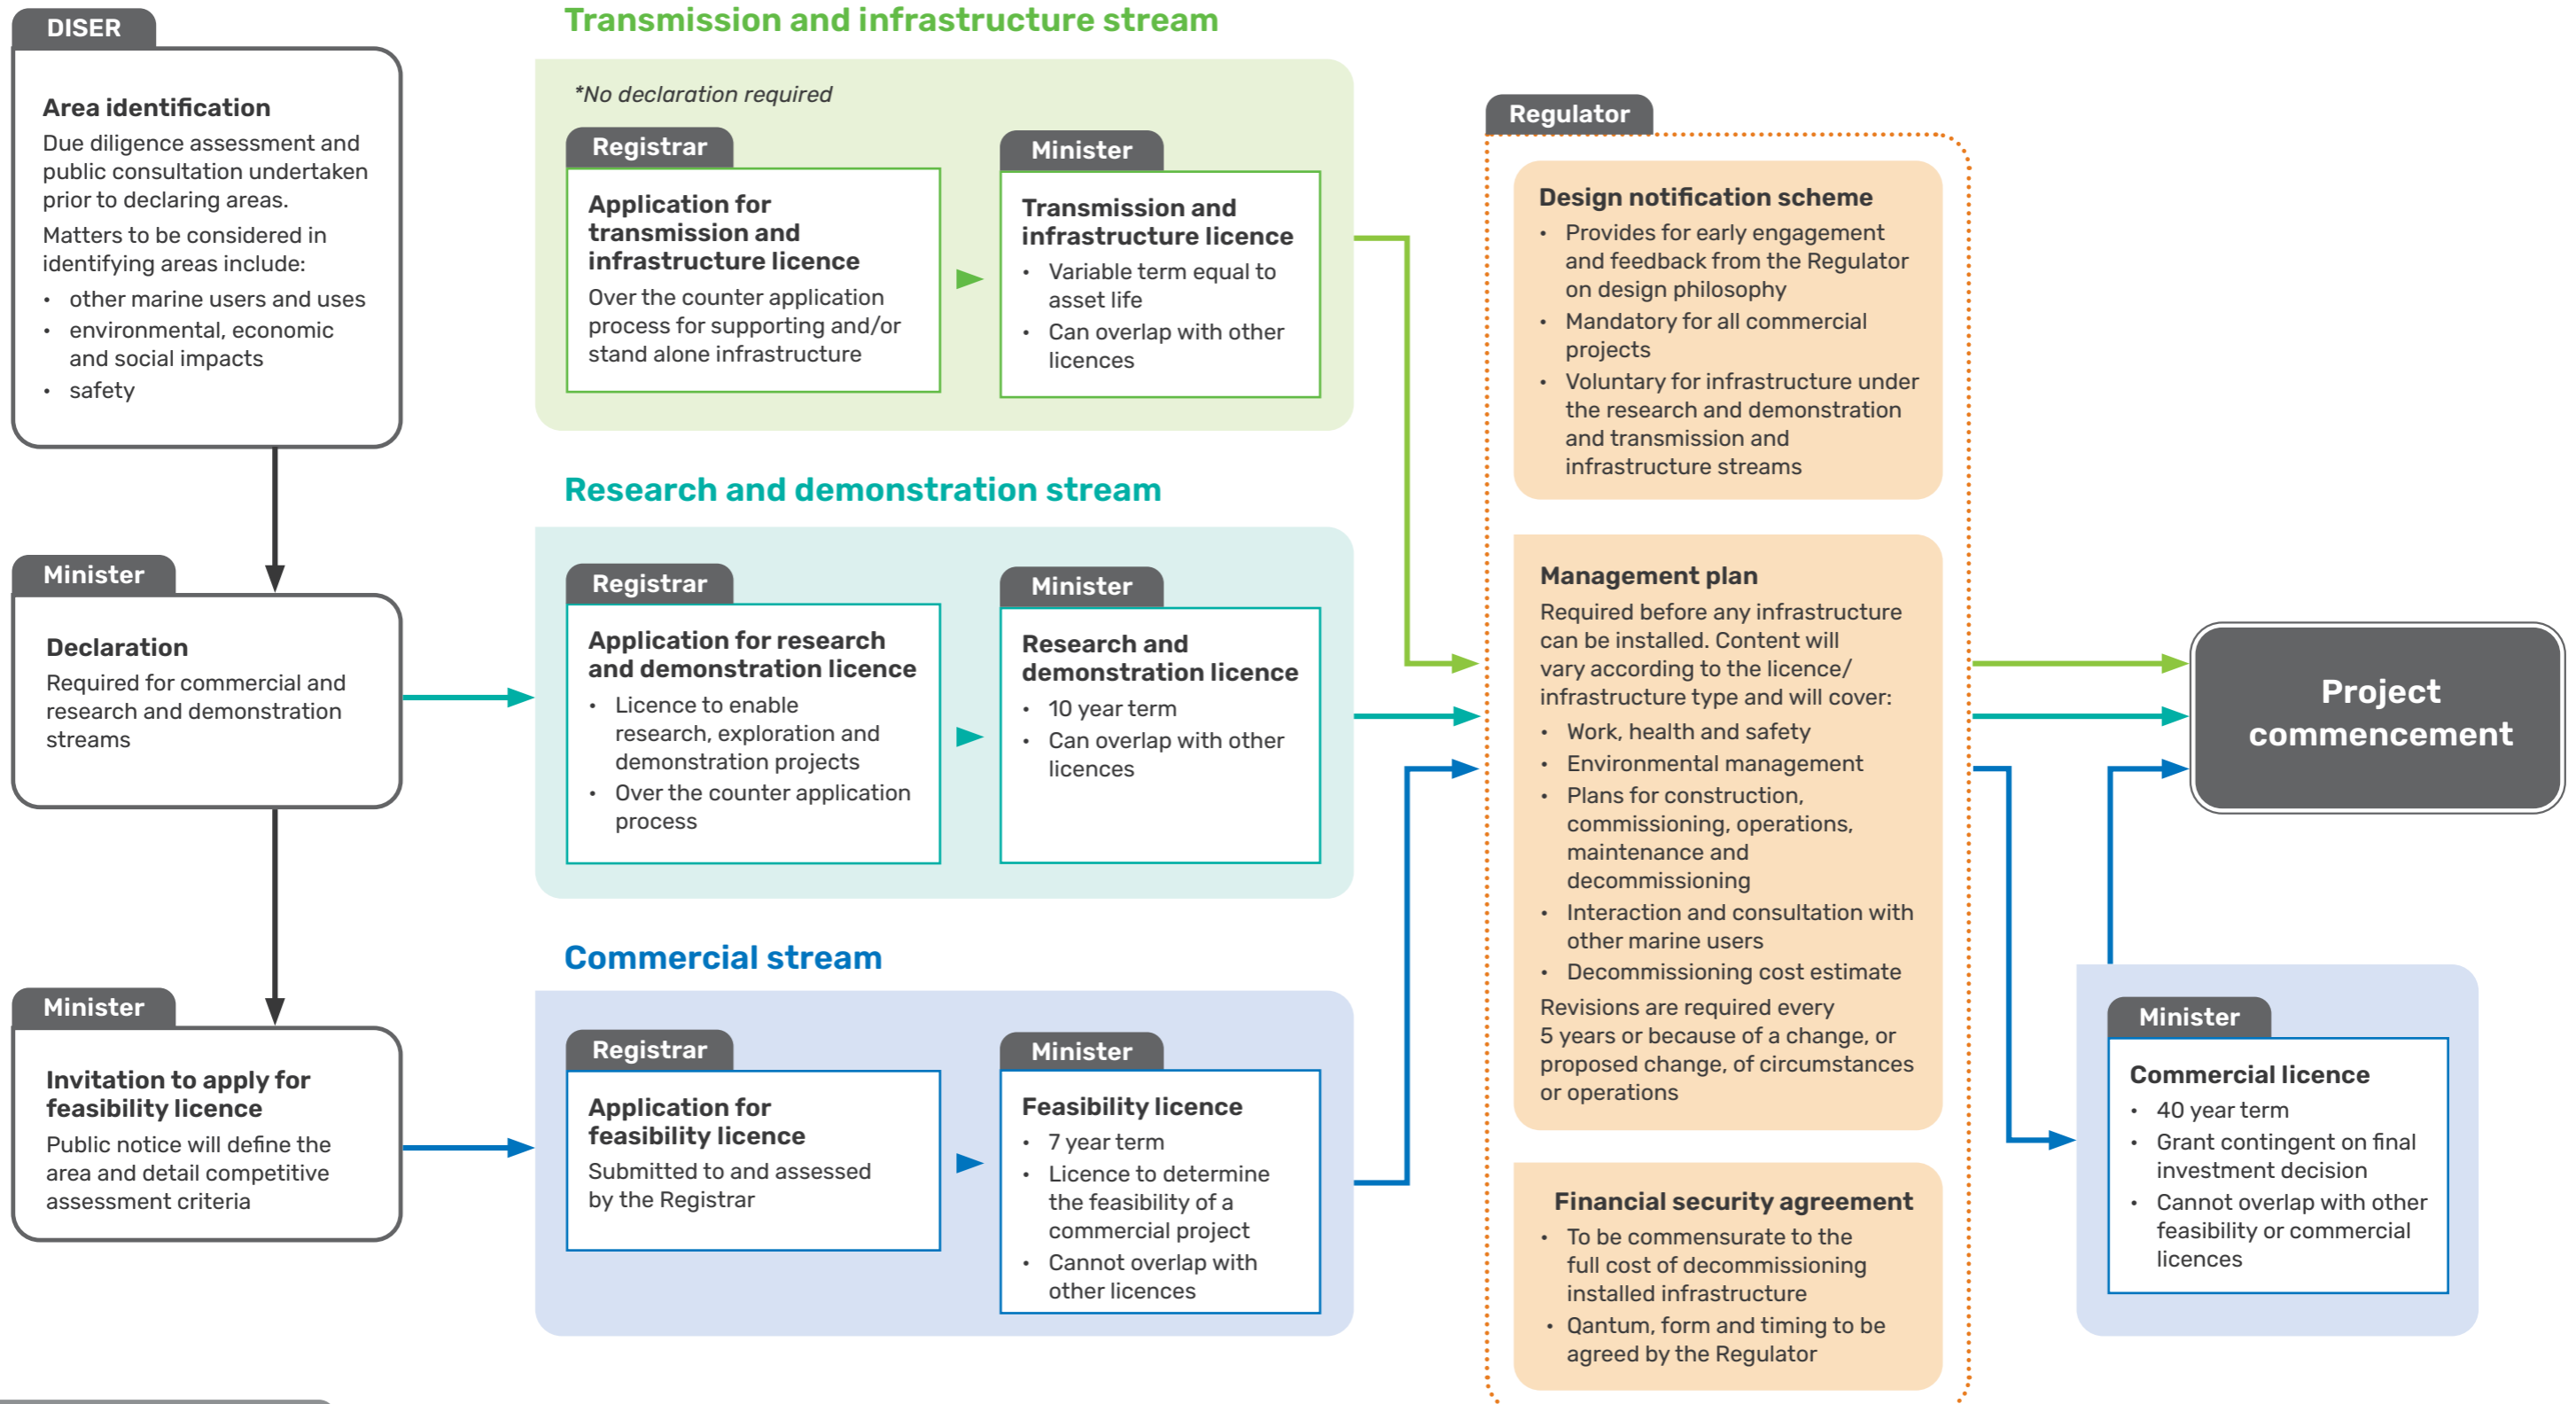 DISER
Area identification
Due diligence assessment and
public consultation undertaken
prior to declaring areas.
Matters to be considered in
identifying areas include:
• other marine users and uses
• environmental, economic
and social impacts
• safety
Minister
Declaration
Required for commercial and
research and demonstration
streams
Minister
Invitation to apply for
feasibility licence
Public notice will define the
area and detail competitive
assessment criteria
Transmission and infrastructure stream
*No declaration required
Registrar
Application for
transmission and
infrastructure licence
Over the counter application
process for supporting and/or
stand alone infrastructure
Minister
Transmission and
infrastructure licence
• Variable term equal to
asset life
• Can overlap with other
licences
Research and demonstration stream
Registrar
Application for research
and demonstration licence
• Licence to enable
research, exploration and
demonstration projects
• Over the counter application
process
Minister
Research and
demonstration licence
• 10 year term
• Can overlap with other
licences
Commercial stream
Registrar
Application for
feasibility licence
Submitted to and assessed
by the Registrar
Minister
Feasibility licence
• 7 year term
• Licence to determine
the feasibility of a
commercial project
• Cannot overlap with
other licences
Regulator
Design notification scheme
• Provides for early engagement
and feedback from the Regulator
on design philosophy
• Mandatory for all commercial
projects
• Voluntary for infrastructure under
the research and demonstration
and transmission and
infrastructure streams
Management plan
Required before any infrastructure
can be installed. Content will
vary according to the licence/
infrastructure type and will cover:
• Work, health and safety
• Environmental management
• Plans for construction,
commissioning, operations,
maintenance and
decommissioning
• Interaction and consultation with
other marine users
• Decommissioning cost estimate
Revisions are required every
5 years or because of a change, or
proposed change, of circumstances
or operations
Financial security agreement
• To be commensurate to the
full cost of decommissioning
installed infrastructure
• Qantum, form and timing to be
agreed by the Regulator
Minister
Commercial licence
• 40 year term
• Grant contingent on final
investment decision
• Cannot overlap with other
feasibility or commercial
licences
Project
commencement